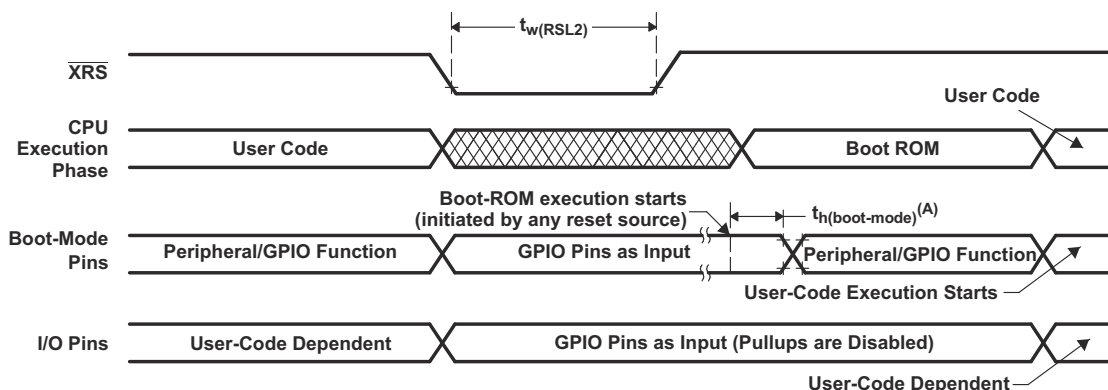 tw(RSL2)
XRS
User Code
CPU
Execution
Phase
User Code
Boot ROM
Boot-ROM execution starts
(initiated by any reset source)
th(boot-mode)(A)
Boot-Mode
Pins
Peripheral/GPIO Function
GPIO Pins as Input
Peripheral/GPIO Function
User-Code Execution Starts
I/O Pins
User-Code Dependent
GPIO Pins as Input (Pullups are Disabled)
User-Code Dependent